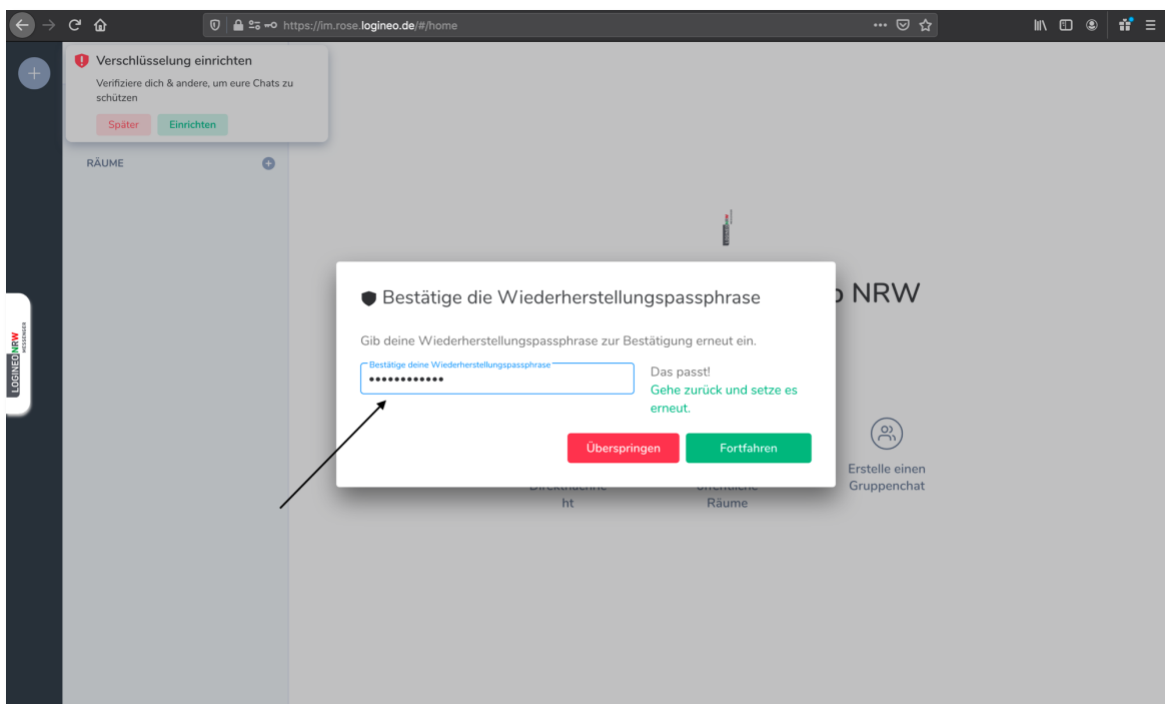 https://im.rose.logineo.de/#/home
Verschlüsselung einrichten
Verifiziere dich & andere, um eure Chats zu
schützen
Später Einrichten
RÄUME
LOGINEO NRW
MESSENGER
NRW
Bestätige die Wiederherstellungspassphrase
Gib deine Wiederherstellungspassphrase zur Bestätigung erneut ein.
Bestätige deine Wiederherstellungspassphrase
Das passt!
Gehe zurück und setze es
erneut.
Überspringen Fortfahren
Erstelle einen
Gruppenchat
ht
Räume